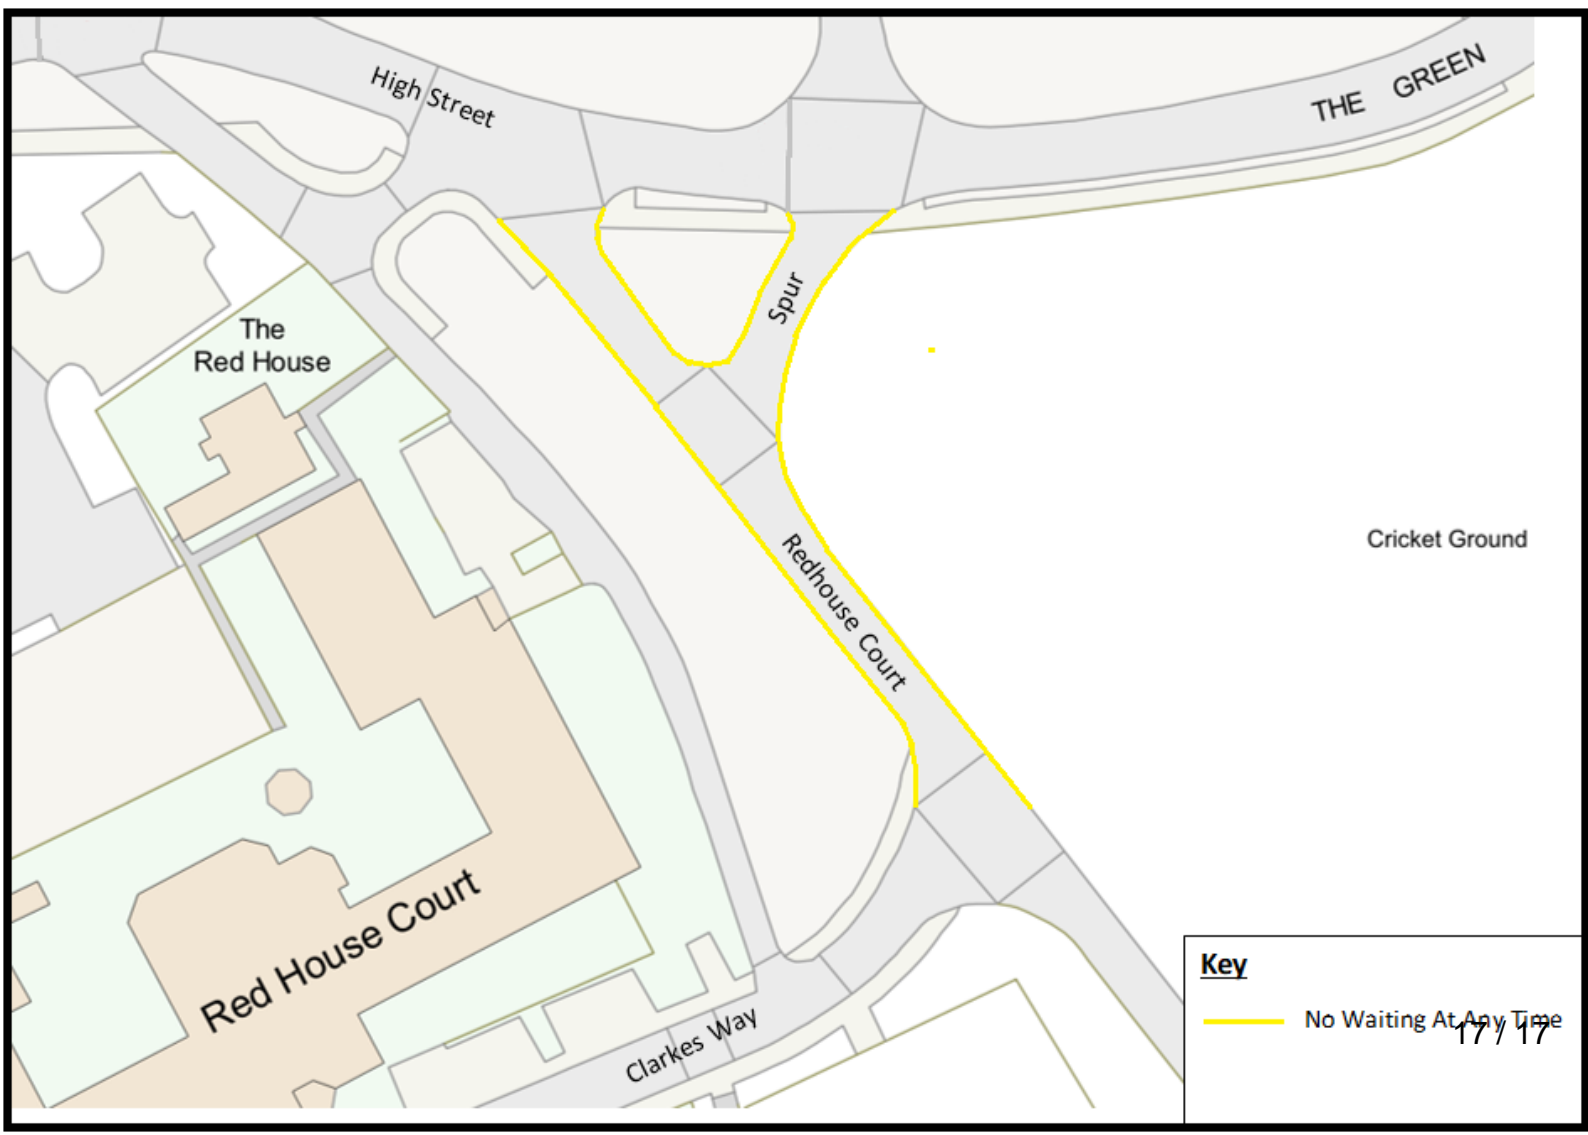 High Street
THE GREEN
Spur
The
Red House
Cricket Ground
Redhouse Court
Red House Court
Clarkes Way
Key
No Waiting At Any Time
17 / 17